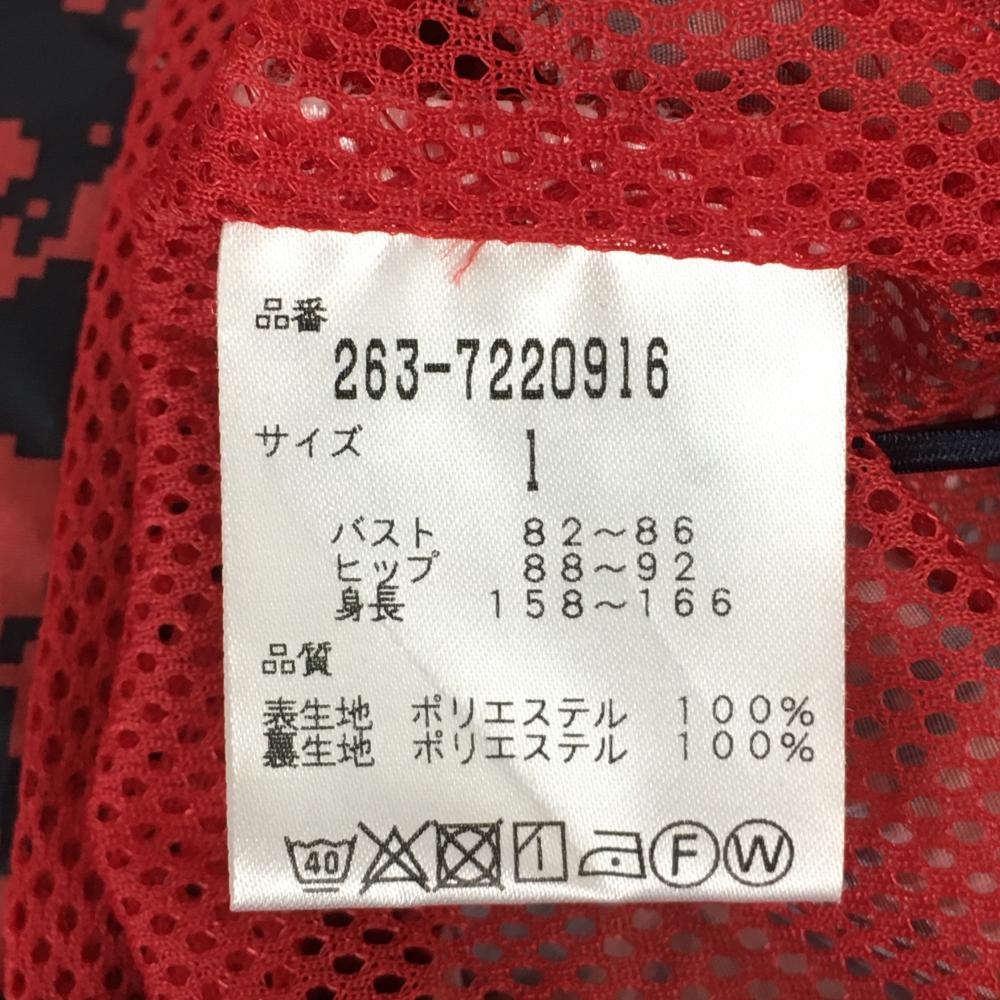 品番
263-7220916
サイズ 1
バスト 82～86
ヒップ 88～92
身長 158～166
品質
表生地 ポリエステル 100%
裏生地 ポリエステル 100%
40 F W